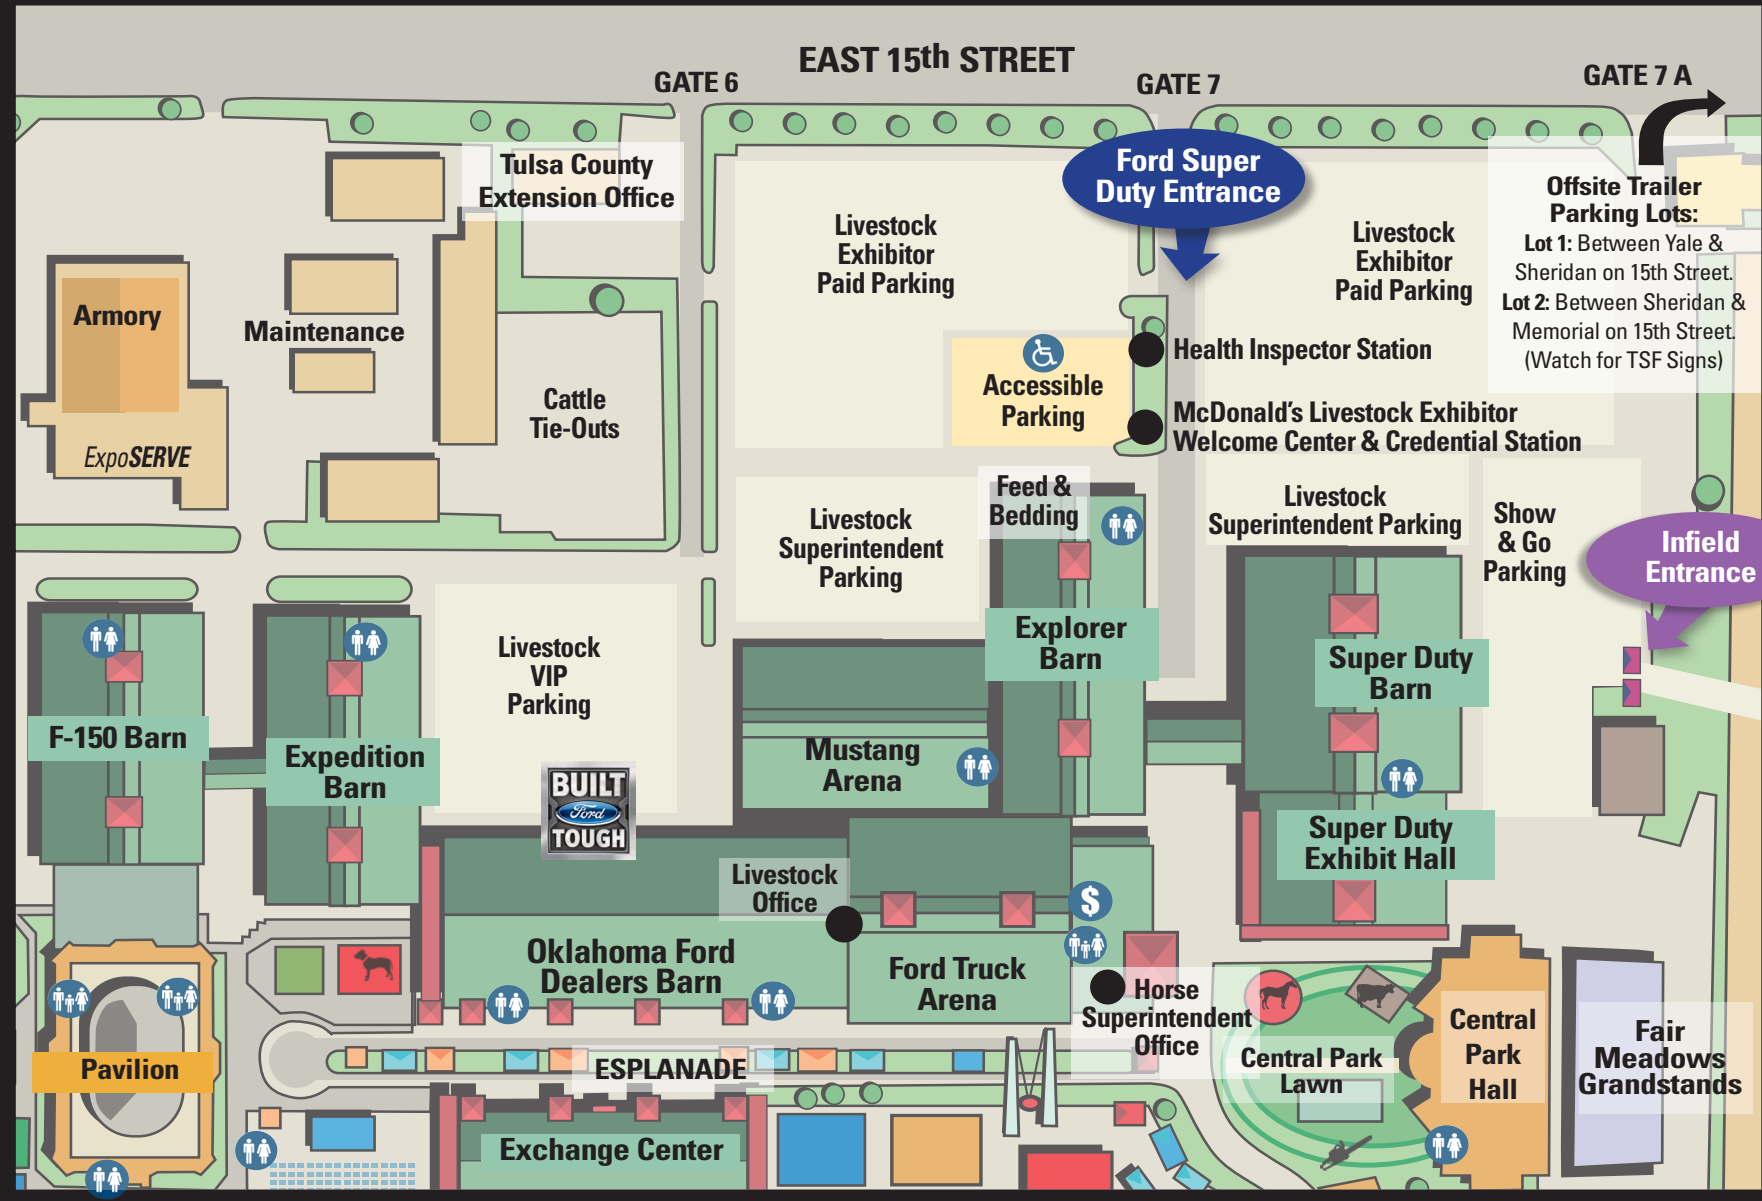 EAST 15th STREET
GATE 6
GATE 7
GATE 7 A
Tulsa County
Extension Office
Ford Super
Duty Entrance
Offsite Trailer
Parking Lots:
Lot 1: Between Yale &
Sheridan on 15th Street.
Lot 2: Between Sheridan &
Memorial on 15th Street.
(Watch for TSF Signs)
Livestock
Exhibitor
Paid Parking
Livestock
Exhibitor
Paid Parking
Armory
ExpoSERVE
Maintenance
Cattle
Tie-Outs
Accessible
Parking
Health Inspector Station
McDonald's Livestock Exhibitor
Welcome Center & Credential Station
Feed &
Bedding
Livestock
Superintendent
Parking
Livestock
Superintendent Parking
Show
& Go
Parking
Infield
Entrance
Livestock
VIP
Parking
Explorer
Barn
Super Duty
Barn
F-150 Barn
Expedition
Barn
Mustang
Arena
BUILT
Ford
TOUGH
Super Duty
Exhibit Hall
Livestock
Office
$
Oklahoma Ford
Dealers Barn
Ford Truck
Arena
Horse
Superintendent
Office
Central Park
Lawn
Central
Park
Hall
Fair
Meadows
Grandstands
Pavilion
ESPLANADE
Exchange Center